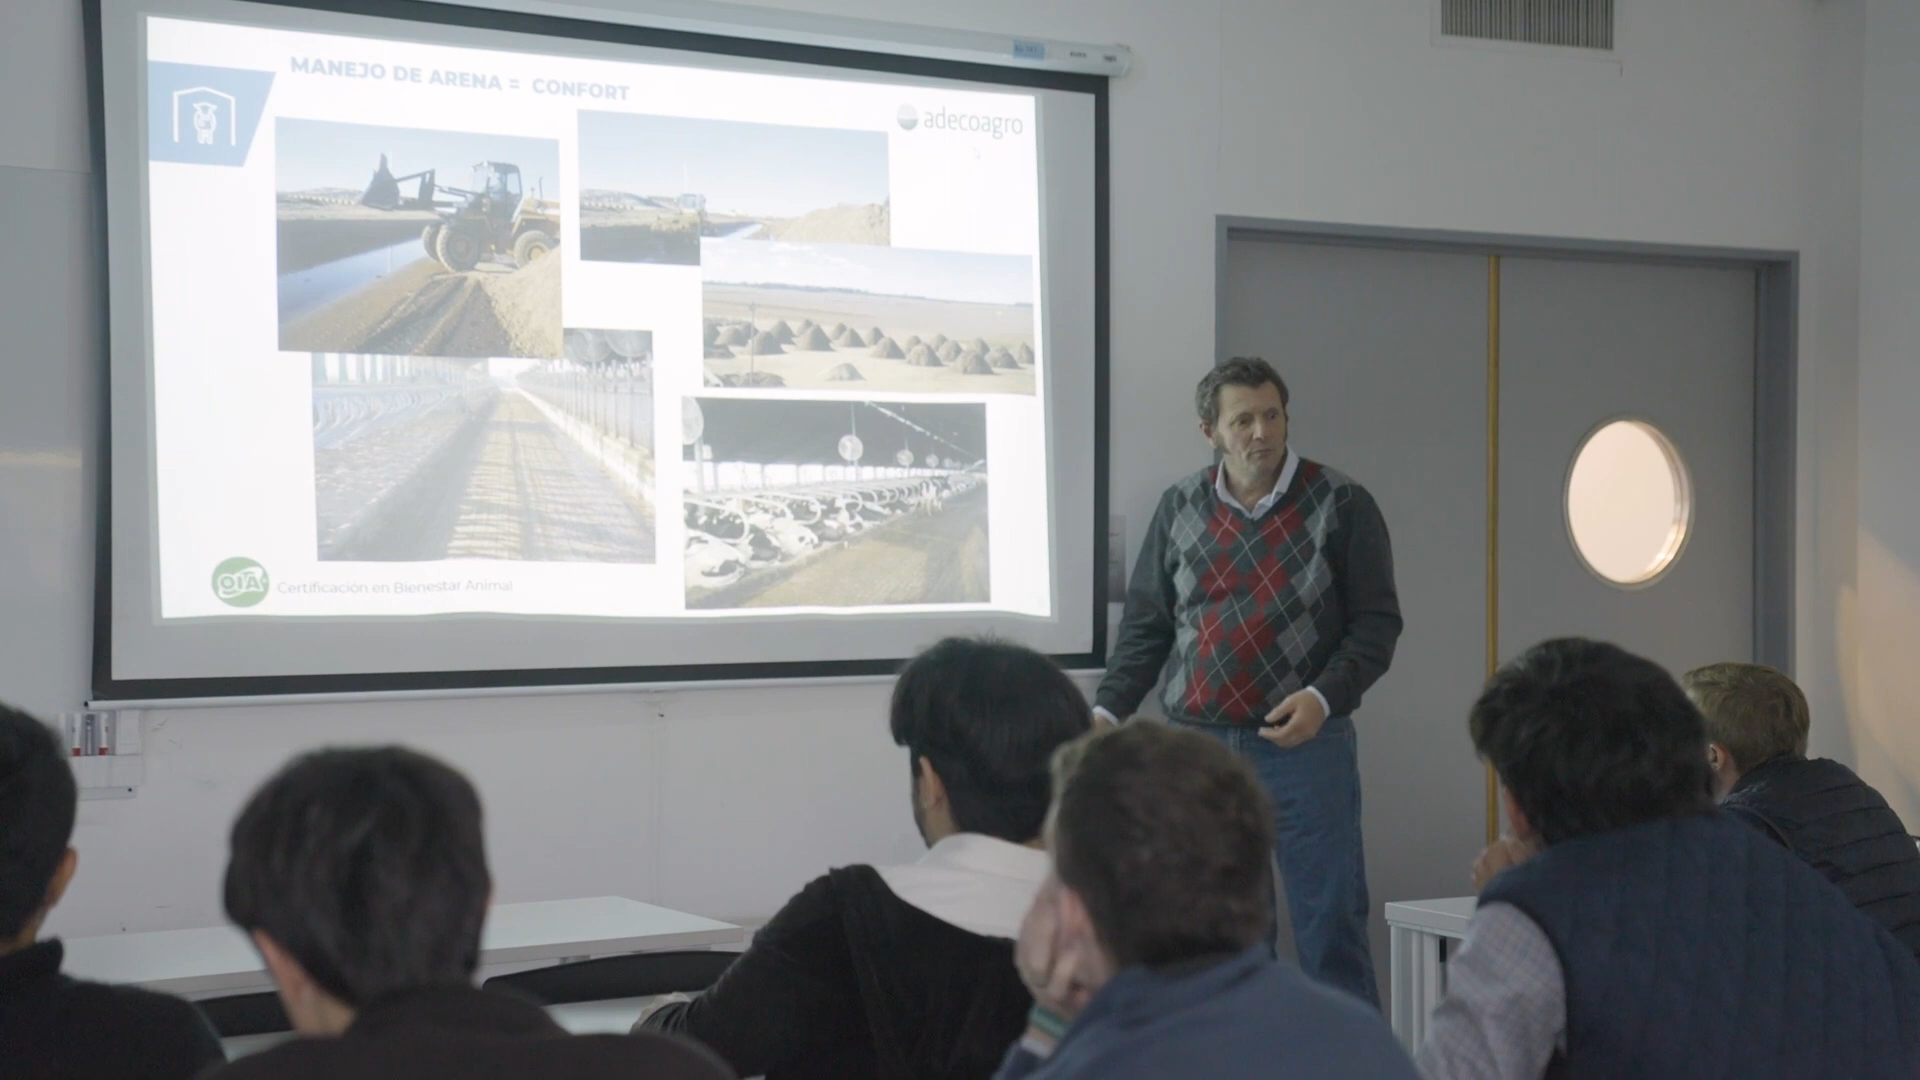 MANEJO DE ARENA = CONFORT
adecoagro
OIA
Certificación en Bienestar Animal